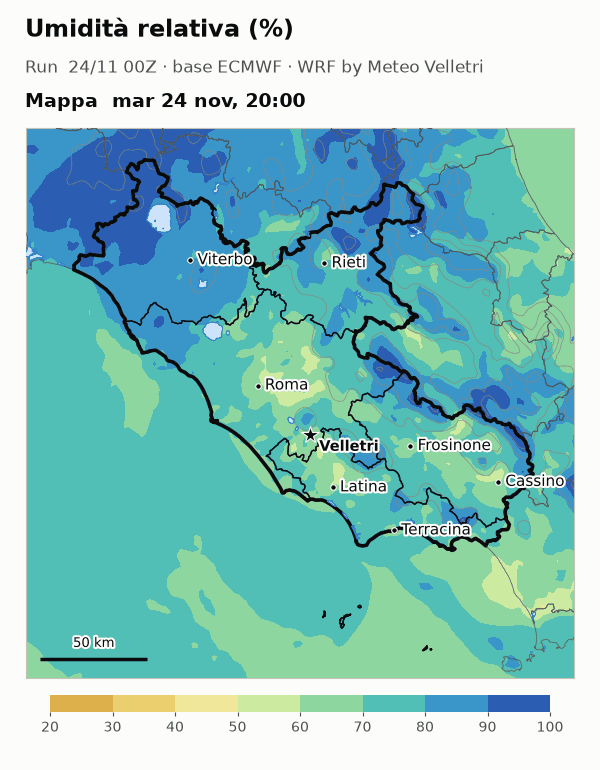 Umidità relativa (%)
Run 24/11 00Z · base ECMWF · WRF by Meteo Velletri
Mappa mar 24 nov, 20:00
Viterbo
Rieti
Roma
Velletri
Frosinone
Cassino
Latina
Terracina
50 km
20 30 40 50 60 70 80 90 100